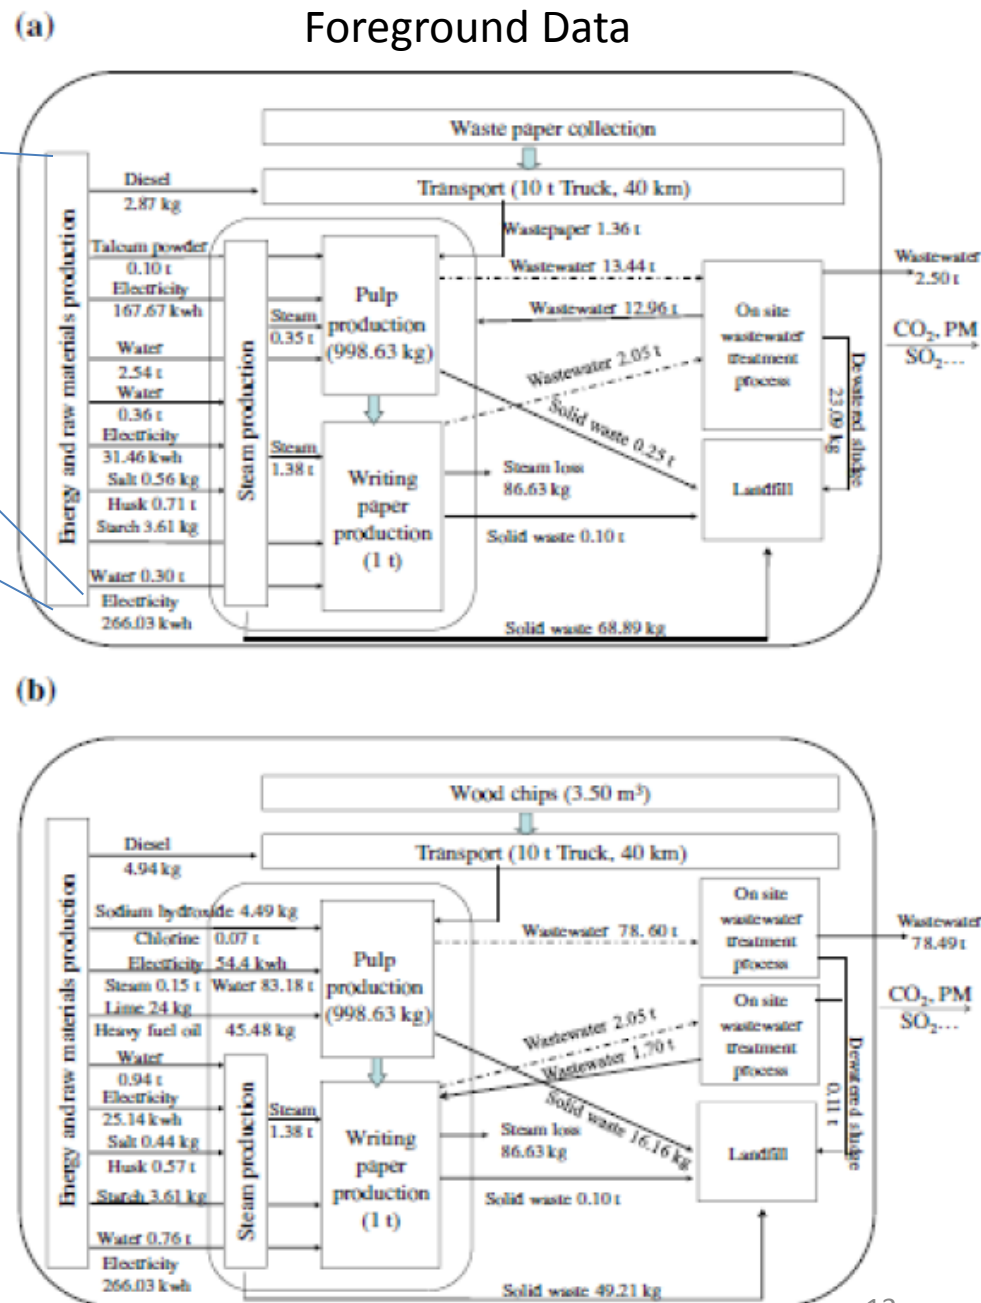 (a)
Foreground Data
Waste paper collection
Transport (10 t Truck, 40 km)
Energy and raw materials production
Diesel
2.87 kg
Talcum powder
0.10 t
Electricity
167.67 kwh
Water
2.54 t
Water
0.36 t
Electricity
31.46 kwh
Salt 0.56 kg
Husk 0.71 t
Starch 3.61 kg
Water 0.30 t
Electricity
266.03 kwh
Steam production
Steam
0.35 t
Steam
1.38 t
Pulp
production
(998.63 kg)
Writing
paper
production
(1 t)
Wastepaper 1.36 t
Wastewater 13.44 t
Wastewater 12.96 t
Wastewater 2.05 t
Solid waste 0.25 t
Steam loss
86.63 kg
Solid waste 0.10 t
Solid waste 68.89 kg
On site
wastewater
treatment
process
Landfill
Dewatered sludge
23.09 kg
Wastewater
2.50 t
CO₂, PM
SO₂...
(b)
Wood chips (3.50 m³)
Transport (10 t Truck, 40 km)
Energy and raw materials production
Diesel
4.94 kg
Sodium hydroxide 4.49 kg
Chlorine 0.07 t
Electricity 54.4 kwh
Steam 0.15 t Water 83.18 t
Lime 24 kg
Heavy fuel oil 45.48 kg
Water
0.94 t
Electricity
25.14 kwh
Salt 0.44 kg
Husk 0.57 t
Starch 3.61 kg
Water 0.76 t
Electricity
266.03 kwh
Steam production
Steam
1.38 t
Pulp
production
(998.63 kg)
Writing
paper
production
(1 t)
Wastewater 78. 60 t
Wastewater 2.05 t
Wastewater 1.70 t
Solid waste 16.16 kg
Steam loss
86.63 kg
Solid waste 0.10 t
Solid waste 49.21 kg
On site
wastewater
treatment
process
On site
wastewater
treatment
process
Landfill
Dewatered sludge
0.11 t
Wastewater
78.49 t
CO₂, PM
SO₂...